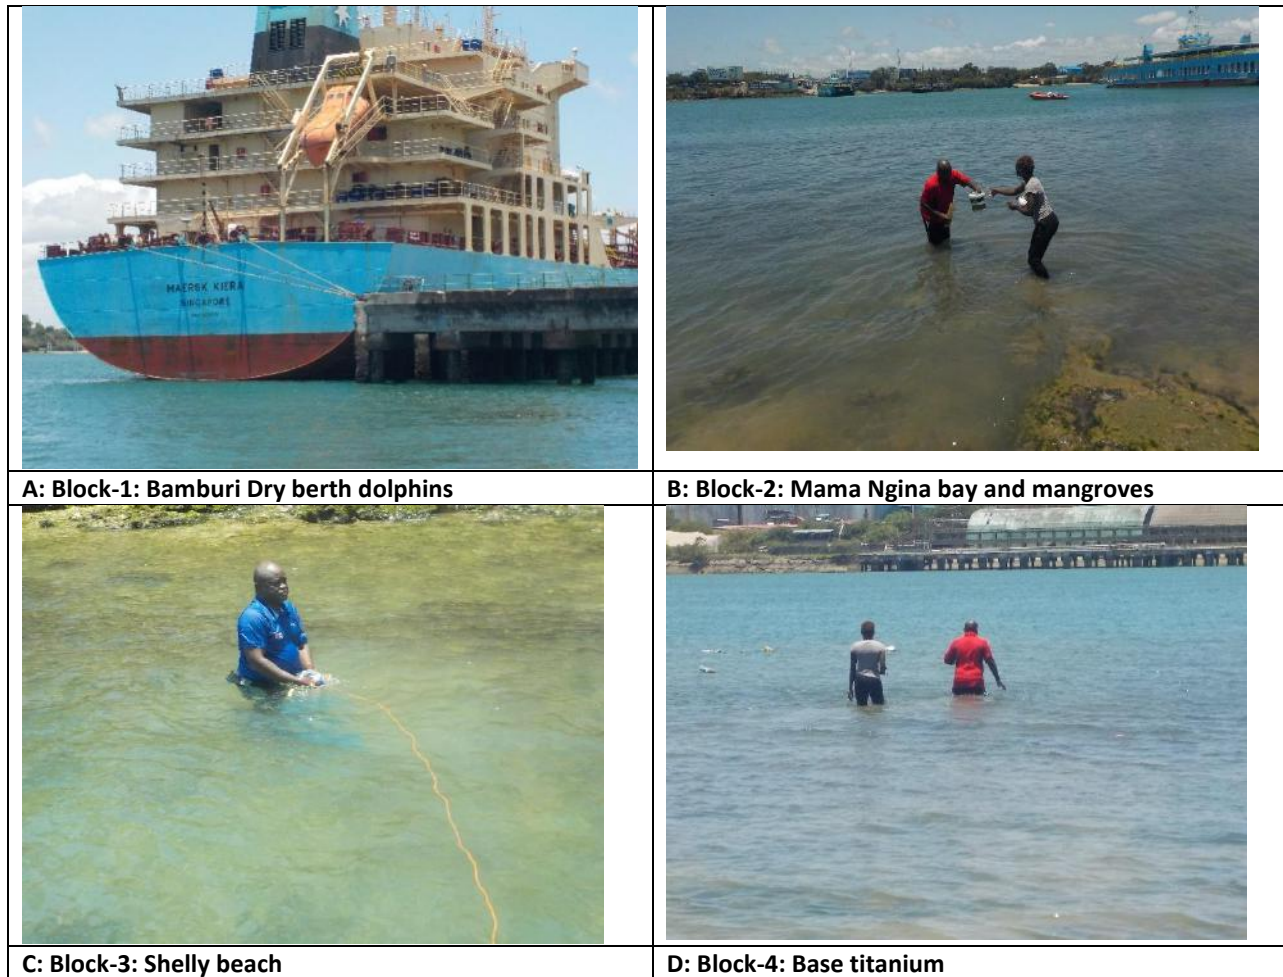 MAERSK KIERA
SINGAPORE
A: Block-1: Bamburi Dry berth dolphins
B: Block-2: Mama Ngina bay and mangroves
C: Block-3: Shelly beach
D: Block-4: Base titanium